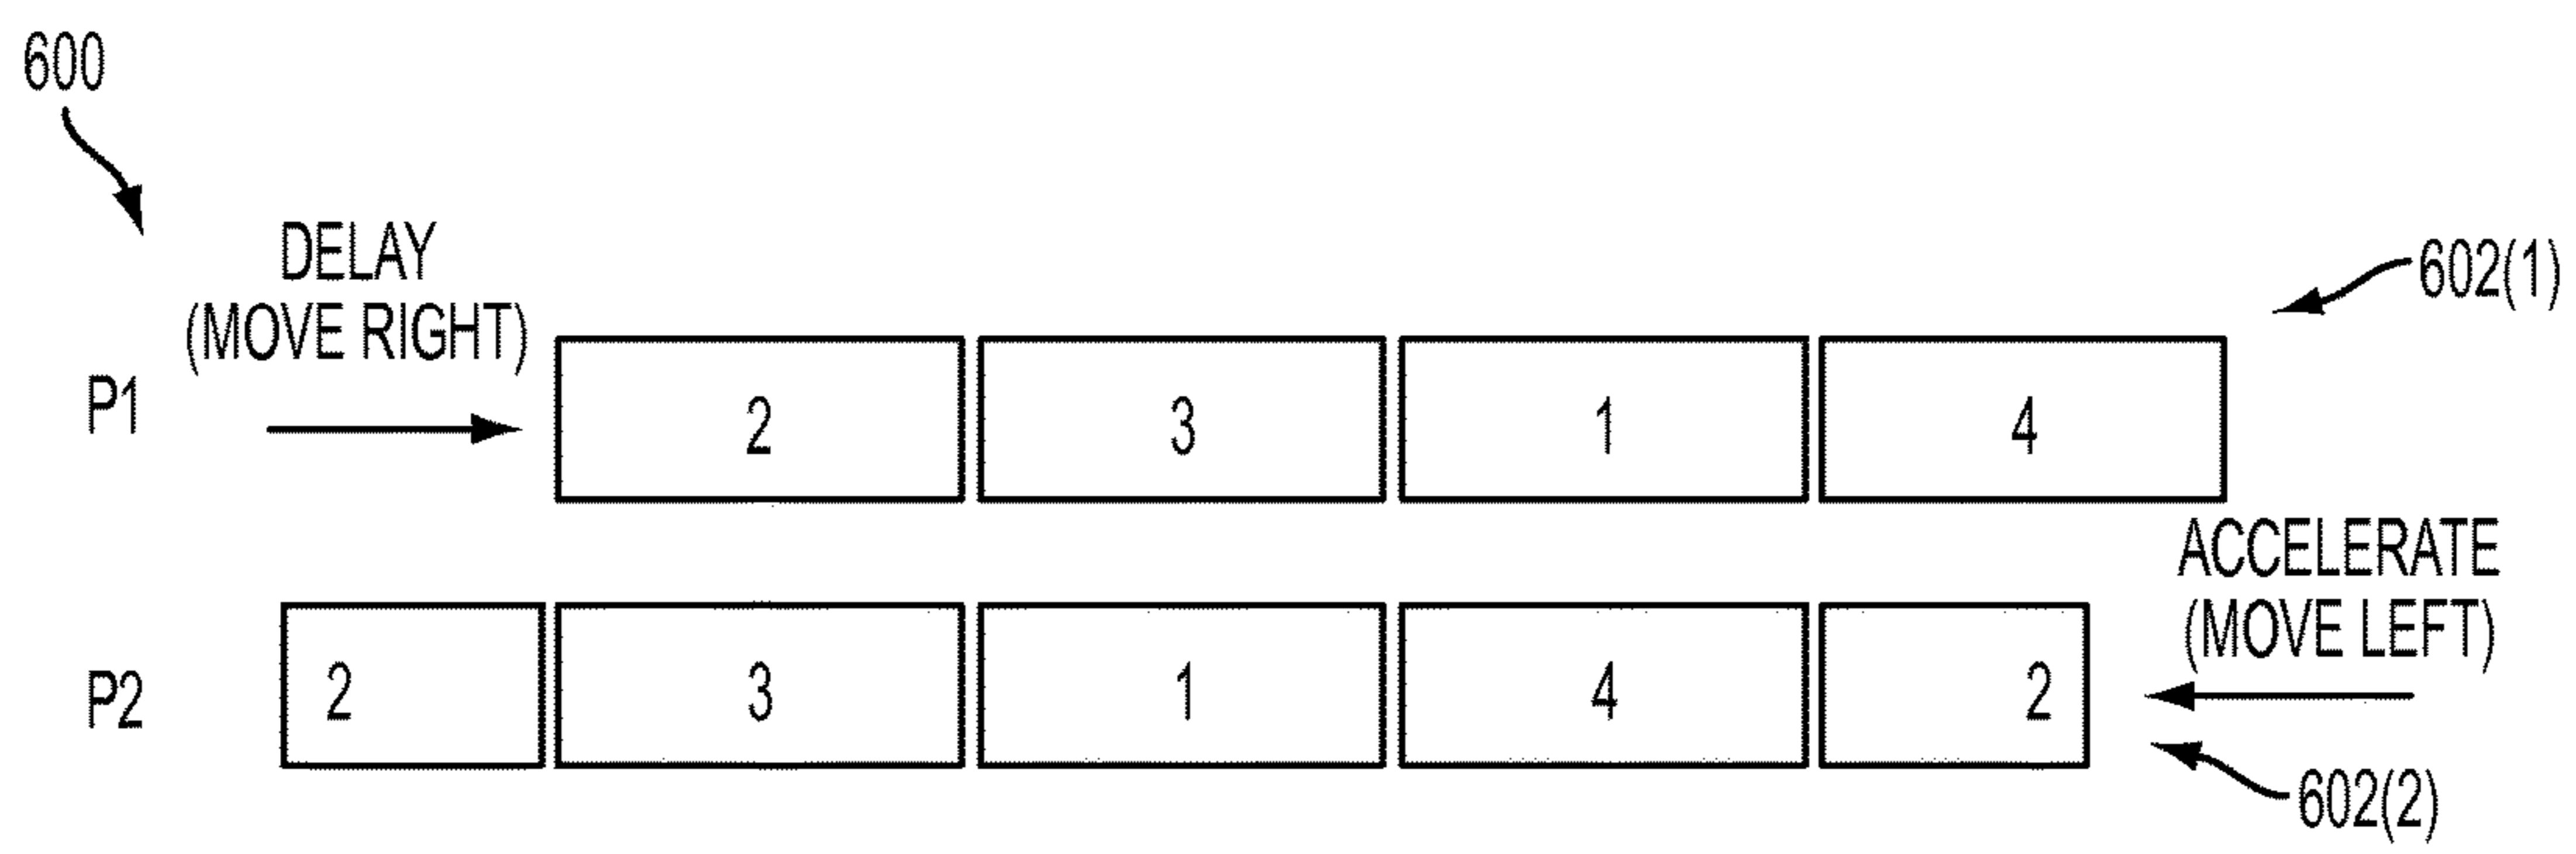 600
DELAY
(MOVE RIGHT)
602(1)
P1
2 3 1 4
ACCELERATE
(MOVE LEFT)
P2
2 3 1 4 2
602(2)